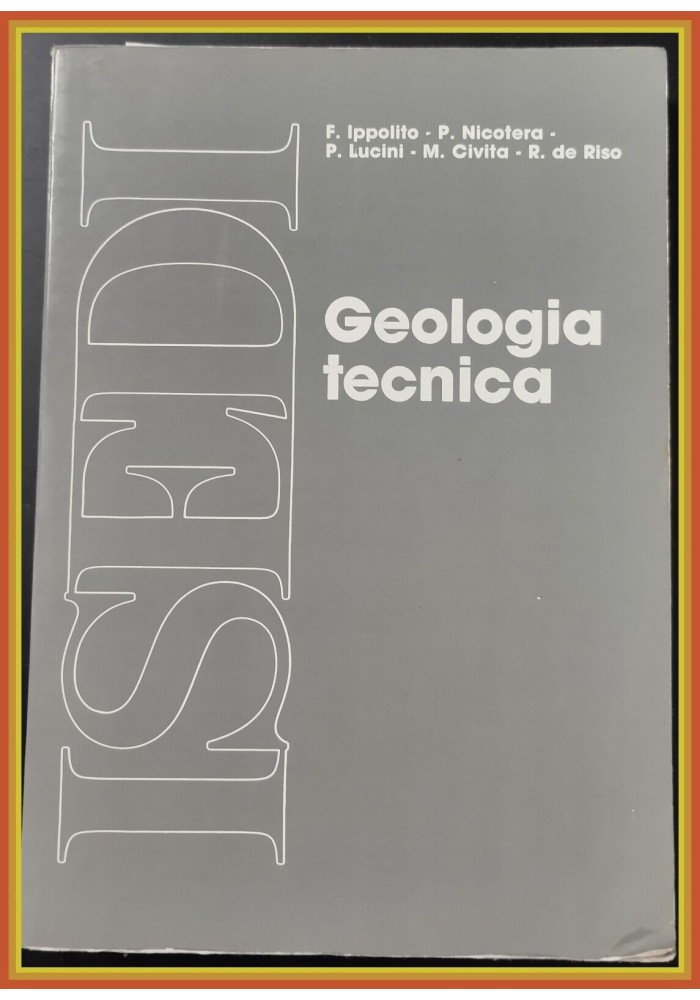 F. Ippolito - P. Nicotera -
P. Lucini - M. Civita - R. de Riso
Geologia
tecnica
ISEDI